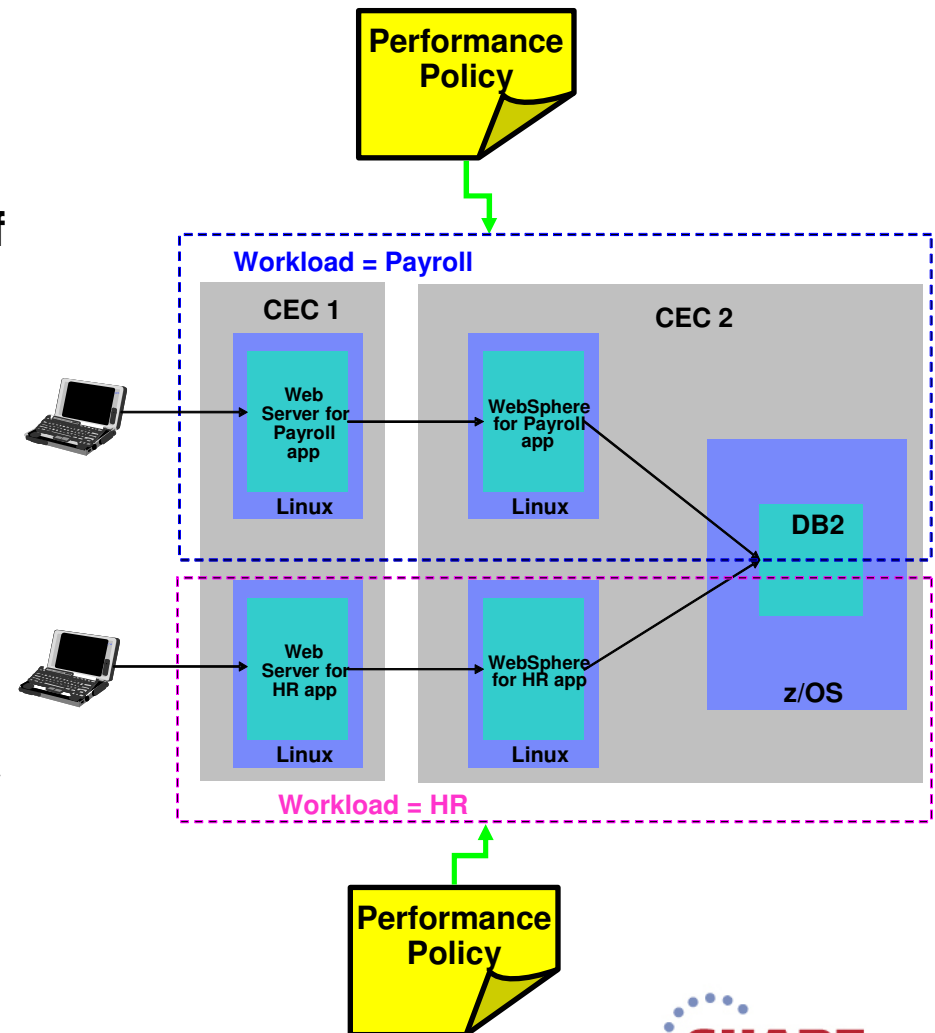 Performance
Policy
f
Workload = Payroll
CEC 1
CEC 2
Web
Server for
Payroll
app
Linux
WebSphere
for Payroll
app
Linux
DB2
z/OS
Web
Server for
HR app
Linux
WebSphere
for HR app
Linux
Workload = HR
Performance
Policy